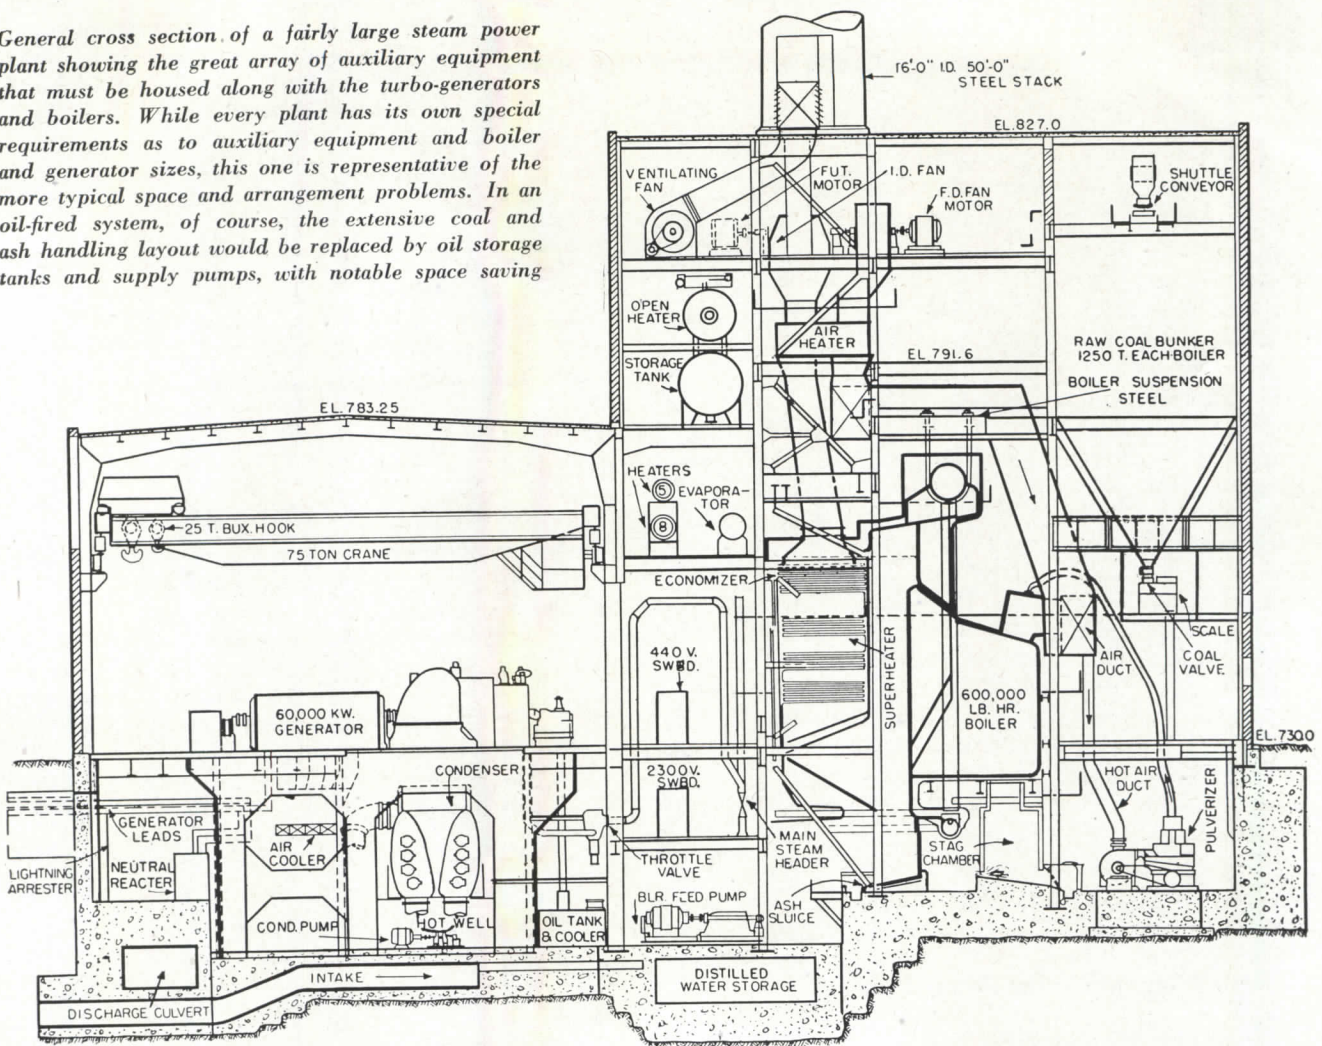 General cross section of a fairly large steam power
plant showing the great array of auxiliary equipment
that must be housed along with the turbo-generators
and boilers. While every plant has its own special
requirements as to auxiliary equipment and boiler
and generator sizes, this one is representative of the
more typical space and arrangement problems. In an
oil-fired system, of course, the extensive coal and
ash handling layout would be replaced by oil storage
tanks and supply pumps, with notable space saving
16'-0" I.D. 50'-0"
STEEL STACK
EL. 827.0
VENTILATING
FAN
FUT.
MOTOR
I.D. FAN
F.D. FAN
MOTOR
SHUTTLE
CONVEYOR
OPEN
HEATER
AIR
HEATER
EL. 791.6
RAW COAL BUNKER
1250 T. EACH BOILER
STORAGE
TANK
BOILER SUSPENSION
STEEL
EL. 783.25
HEATERS
5
8
EVAPORA-
TOR
25 T. BUX. HOOK
75 TON CRANE
ECONOMIZER
440 V.
SWBD.
SUPERHEATER
600,000
LB. HR.
BOILER
AIR
DUCT
SCALE
COAL
VALVE
60,000 KW.
GENERATOR
EL. 730.0
CONDENSER
2300 V.
SWBD.
HOT AIR
DUCT
PULVERIZER
GENERATOR
LEADS
AIR
COOLER
LIGHTNING
ARRESTER
NEUTRAL
REACTER
THROTTLE
VALVE
MAIN
STEAM
HEADER
STAG
CHAMBER
COND. PUMP
HOT WELL
OIL TANK
& COOLER
BLR. FEED PUMP
ASH
SLUICE
INTAKE
DISTILLED
WATER STORAGE
DISCHARGE CULVERT